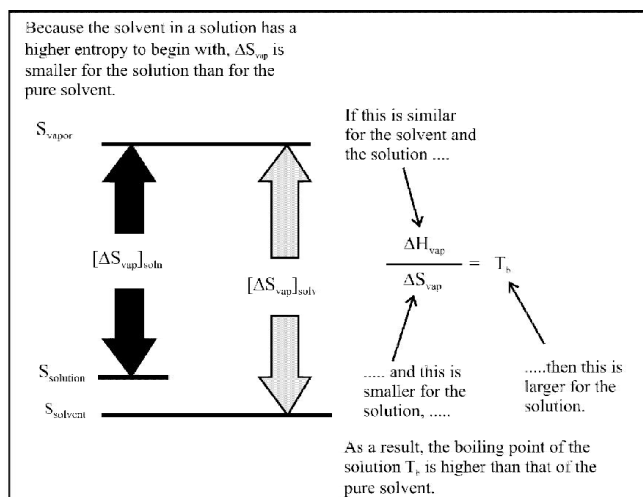 Because the solvent in a solution has a
higher entropy to begin with, ΔS_vap is
smaller for the solution than for the
pure solvent.
If this is similar
for the solvent and
the solution ....
S_vapor
[ΔS_vap]_soln
[ΔS_vap]_solv
ΔH_vap
ΔS_vap
= T_b
S_solution
S_solvent
..... and this is
smaller for the
solution, .....
.....then this is
larger for the
solution.
As a result, the boiling point of the
solution T_b is higher than that of the
pure solvent.